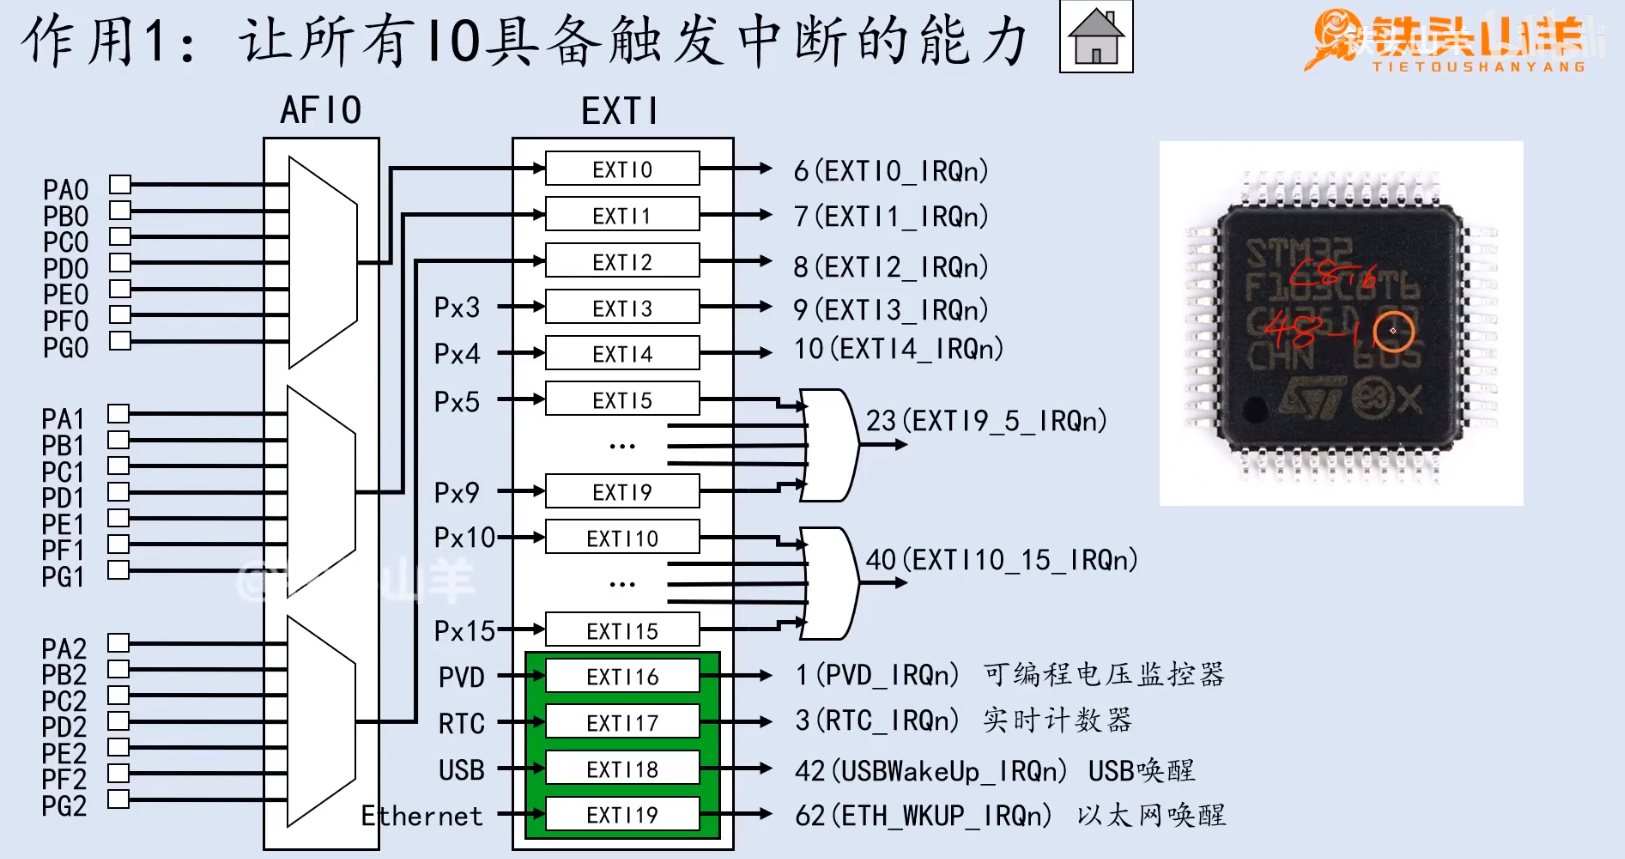 作用1：让所有IO具备触发中断的能力
铁头山羊
TIETOUSHANYANG
AFIO
EXTI
PA0
PB0
PC0
PD0
PE0
PF0
PG0
PA1
PB1
PC1
PD1
PE1
PF1
PG1
PA2
PB2
PC2
PD2
PE2
PF2
PG2
EXTI0 6(EXTI0_IRQn)
EXTI1 7(EXTI1_IRQn)
EXTI2 8(EXTI2_IRQn)
Px3 EXTI3 9(EXTI3_IRQn)
Px4 EXTI4 10(EXTI4_IRQn)
Px5 EXTI5
... 23(EXTI9_5_IRQn)
Px9 EXTI9
Px10 EXTI10
... 40(EXTI10_15_IRQn)
Px15 EXTI15
PVD EXTI16 1(PVD_IRQn) 可编程电压监控器
RTC EXTI17 3(RTC_IRQn) 实时计数器
USB EXTI18 42(USBWakeUp_IRQn) USB唤醒
Ethernet EXTI19 62(ETH_WKUP_IRQn) 以太网唤醒
STM32
F103C8T6
C8T6
48-1
CHN 605
ST e3 X
山羊